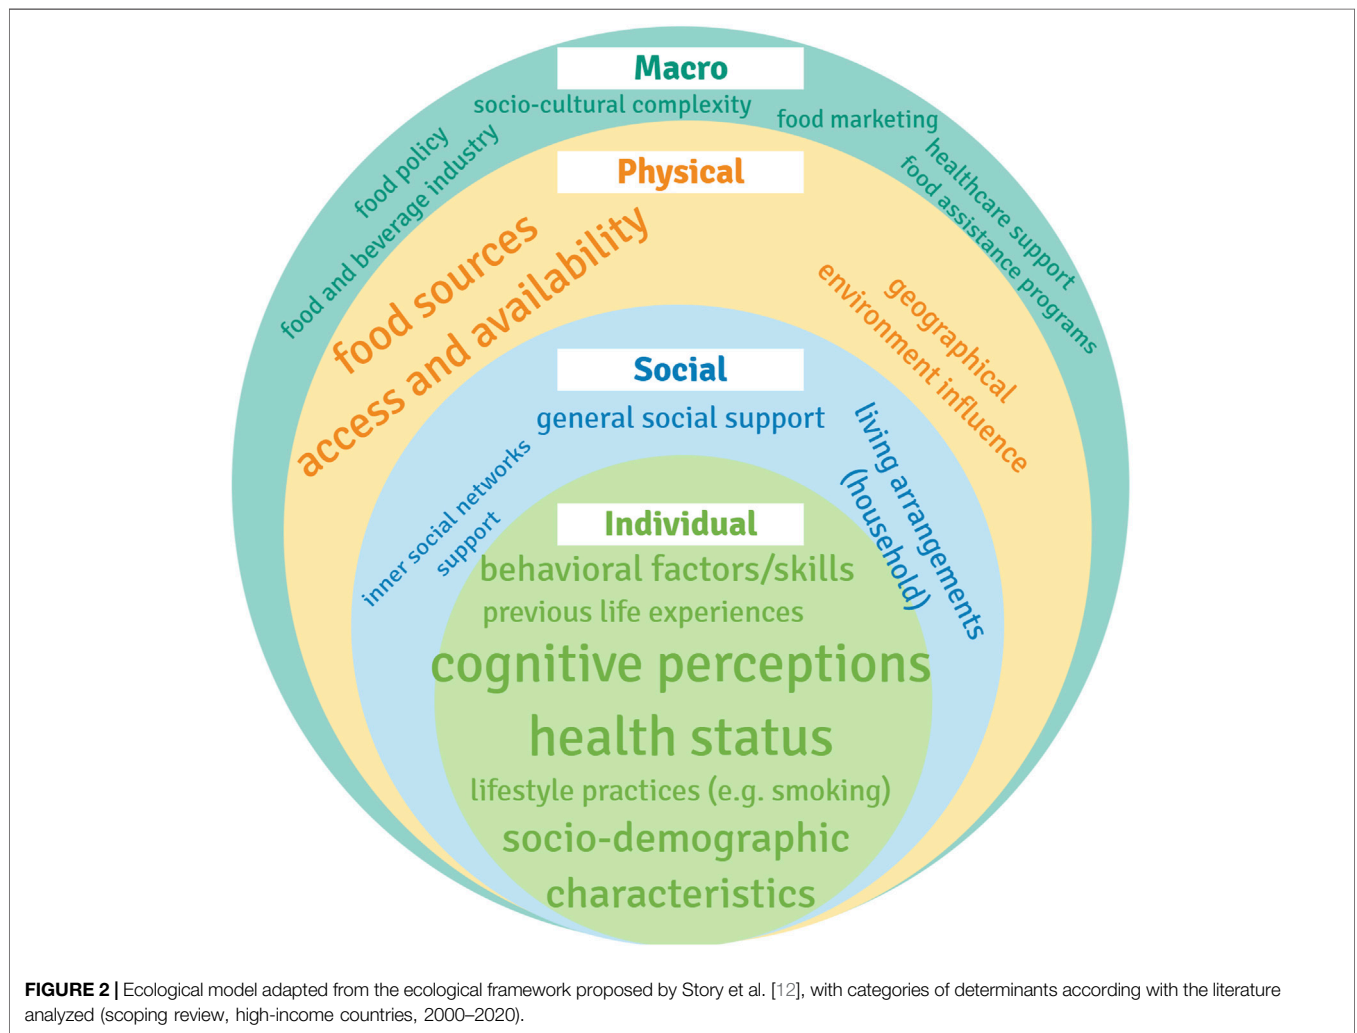 Macro
socio-cultural complexity
food marketing
food policy
food and beverage industry
healthcare support
food assistance programs
Physical
food sources
access and availability
geographical
environment influence
Social
general social support
inner social networks
support
living arrangements
(household)
Individual
behavioral factors/skills
previous life experiences
cognitive perceptions
health status
lifestyle practices (e.g. smoking)
socio-demographic
characteristics
FIGURE 2 | Ecological model adapted from the ecological framework proposed by Story et al. [12], with categories of determinants according with the literature
analyzed (scoping review, high-income countries, 2000–2020).